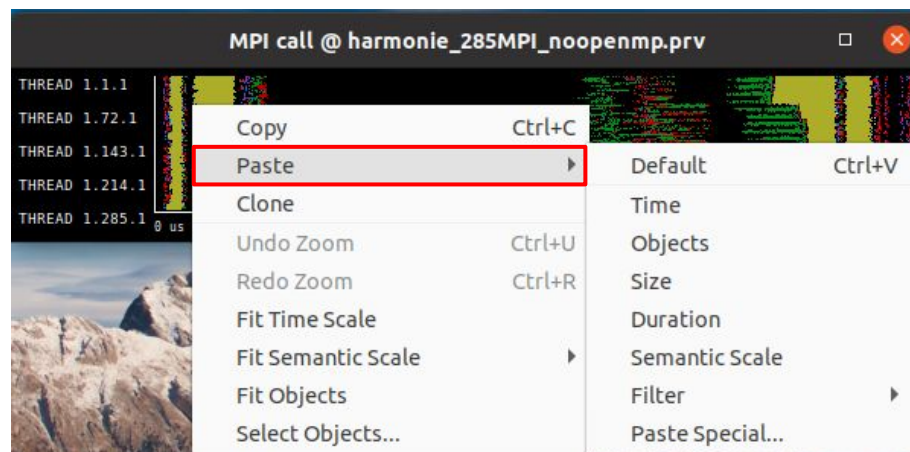 MPI call @ harmonie_285MPI_noopenmp.prv
THREAD 1.1.1
THREAD 1.72.1
THREAD 1.143.1
THREAD 1.214.1
THREAD 1.285.1
0 us
Copy Ctrl+C
Paste
Clone
Undo Zoom Ctrl+U
Redo Zoom Ctrl+R
Fit Time Scale
Fit Semantic Scale
Fit Objects
Select Objects...
Default Ctrl+V
Time
Objects
Size
Duration
Semantic Scale
Filter
Paste Special...